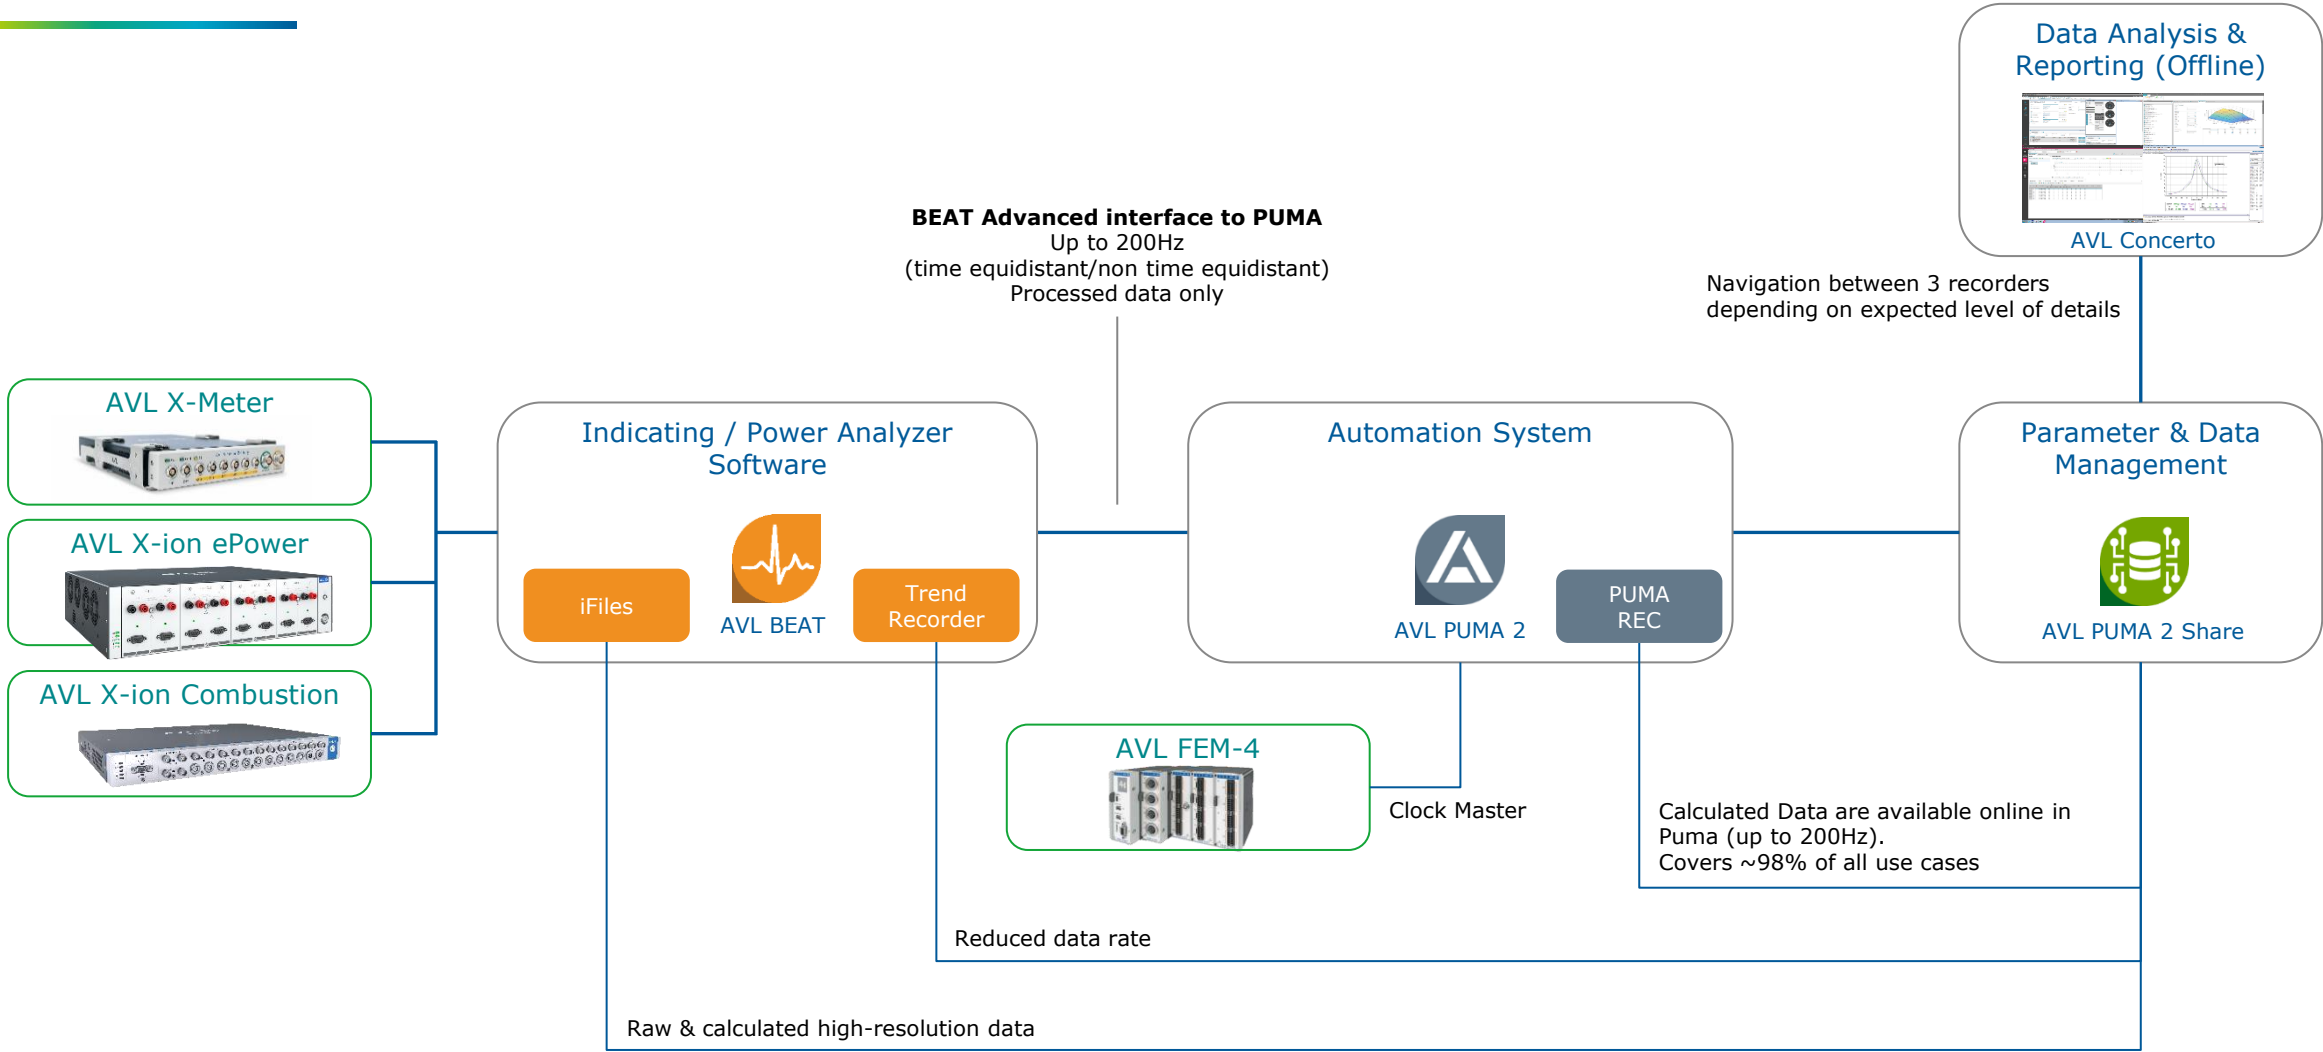 Data Analysis &
Reporting (Offline)
AVL Concerto
BEAT Advanced interface to PUMA
Up to 200Hz
(time equidistant/non time equidistant)
Processed data only
Navigation between 3 recorders
depending on expected level of details
AVL X-Meter
AVL X-ion ePower
AVL X-ion Combustion
Indicating / Power Analyzer
Software
iFiles
AVL BEAT
Trend
Recorder
Automation System
AVL PUMA 2
PUMA
REC
Parameter & Data
Management
AVL PUMA 2 Share
AVL FEM-4
Clock Master
Calculated Data are available online in
Puma (up to 200Hz).
Covers ~98% of all use cases
Reduced data rate
Raw & calculated high-resolution data